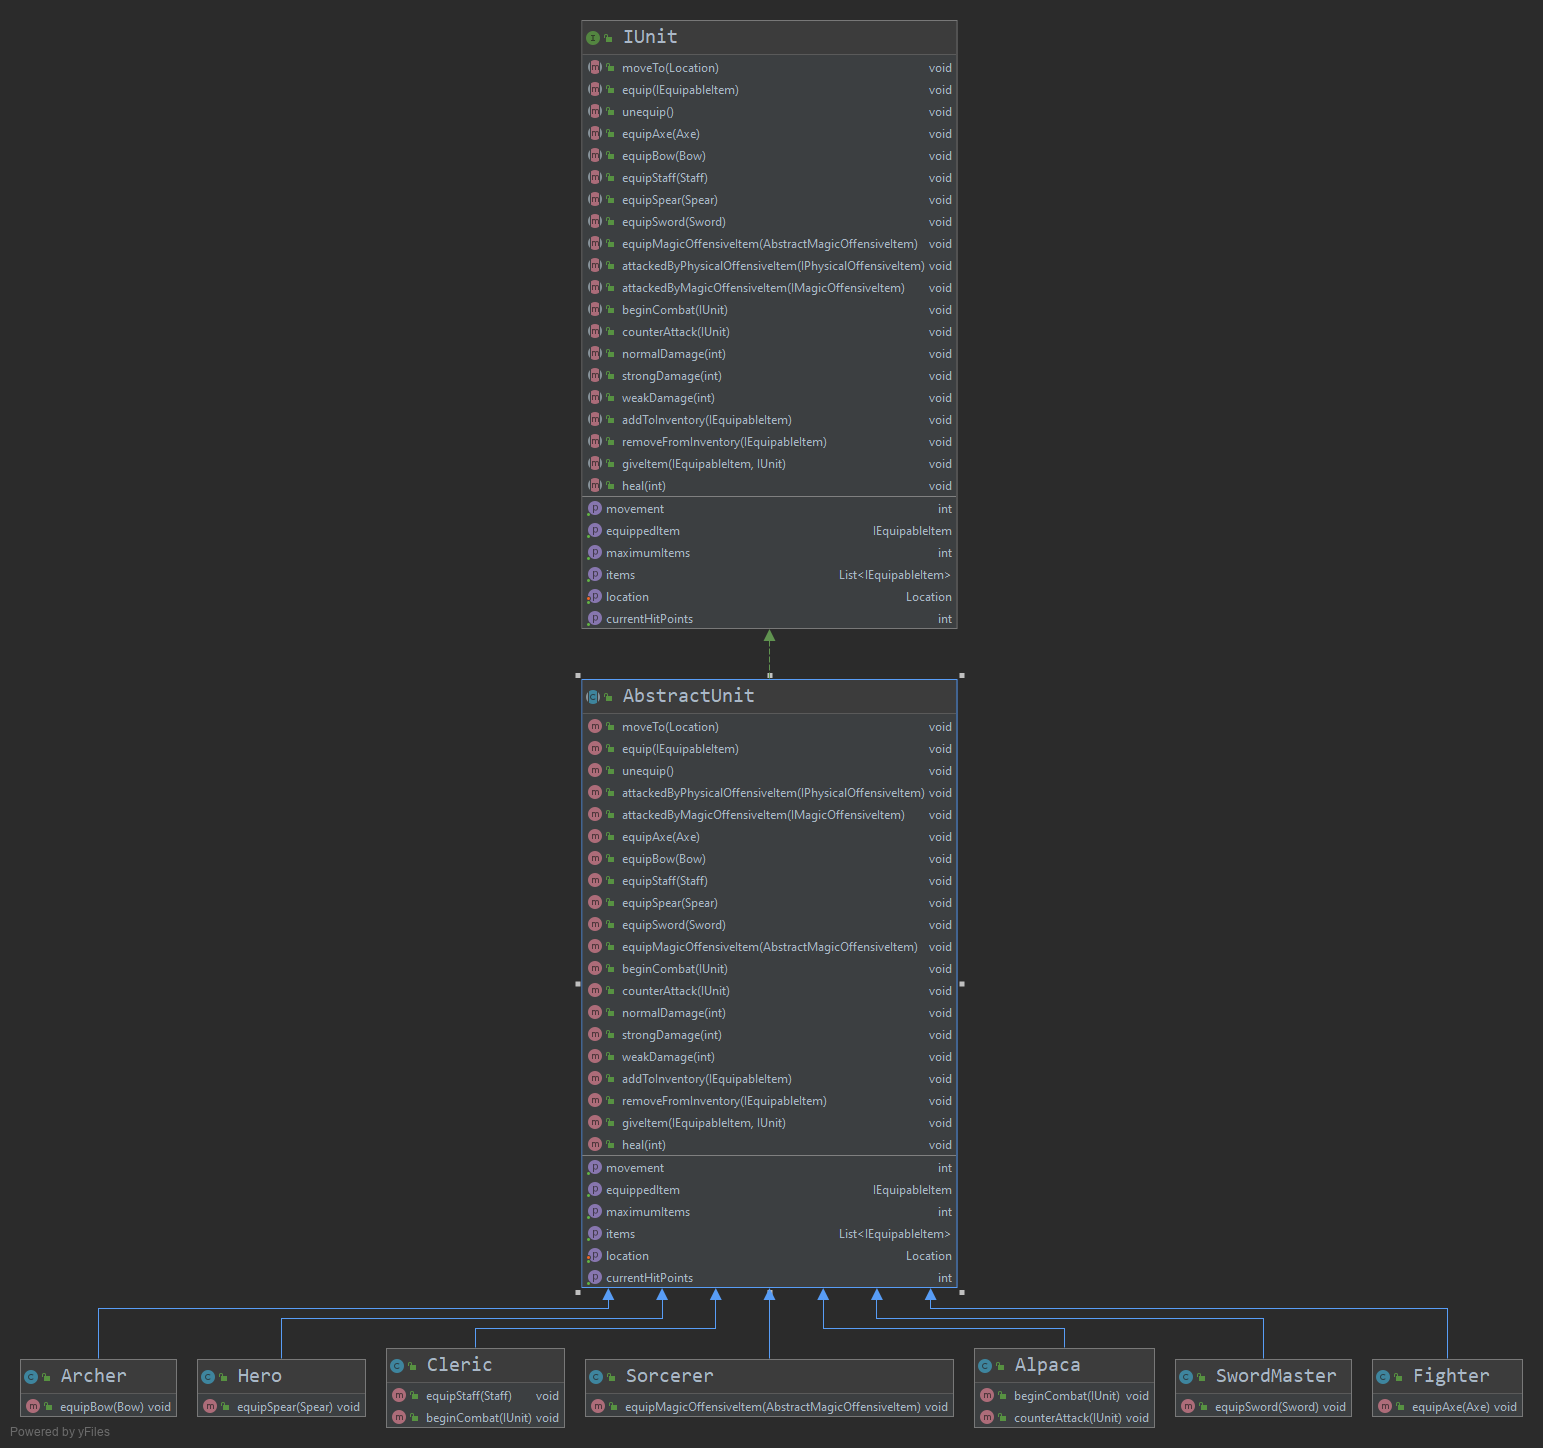 IUnit
moveTo(Location) void
equip(IEquipableItem) void
unequip() void
equipAxe(Axe) void
equipBow(Bow) void
equipStaff(Staff) void
equipSpear(Spear) void
equipSword(Sword) void
equipMagicOffensiveItem(AbstractMagicOffensiveItem) void
attackedByPhysicalOffensiveItem(IPhysicalOffensiveItem) void
attackedByMagicOffensiveItem(IMagicOffensiveItem) void
beginCombat(IUnit) void
counterAttack(IUnit) void
normalDamage(int) void
strongDamage(int) void
weakDamage(int) void
addToInventory(IEquipableItem) void
removeFromInventory(IEquipableItem) void
giveItem(IEquipableItem, IUnit) void
heal(int) void
movement int
equippedItem IEquipableItem
maximumItems int
items List<IEquipableItem>
location Location
currentHitPoints int
AbstractUnit
moveTo(Location) void
equip(IEquipableItem) void
unequip() void
attackedByPhysicalOffensiveItem(IPhysicalOffensiveItem) void
attackedByMagicOffensiveItem(IMagicOffensiveItem) void
equipAxe(Axe) void
equipBow(Bow) void
equipStaff(Staff) void
equipSpear(Spear) void
equipSword(Sword) void
equipMagicOffensiveItem(AbstractMagicOffensiveItem) void
beginCombat(IUnit) void
counterAttack(IUnit) void
normalDamage(int) void
strongDamage(int) void
weakDamage(int) void
addToInventory(IEquipableItem) void
removeFromInventory(IEquipableItem) void
giveItem(IEquipableItem, IUnit) void
heal(int) void
movement int
equippedItem IEquipableItem
maximumItems int
items List<IEquipableItem>
location Location
currentHitPoints int
Archer
equipBow(Bow) void
Hero
equipSpear(Spear) void
Cleric
equipStaff(Staff) void
beginCombat(IUnit) void
Sorcerer
equipMagicOffensiveItem(AbstractMagicOffensiveItem) void
Alpaca
beginCombat(IUnit) void
counterAttack(IUnit) void
SwordMaster
equipSword(Sword) void
Fighter
equipAxe(Axe) void
Powered by yFiles